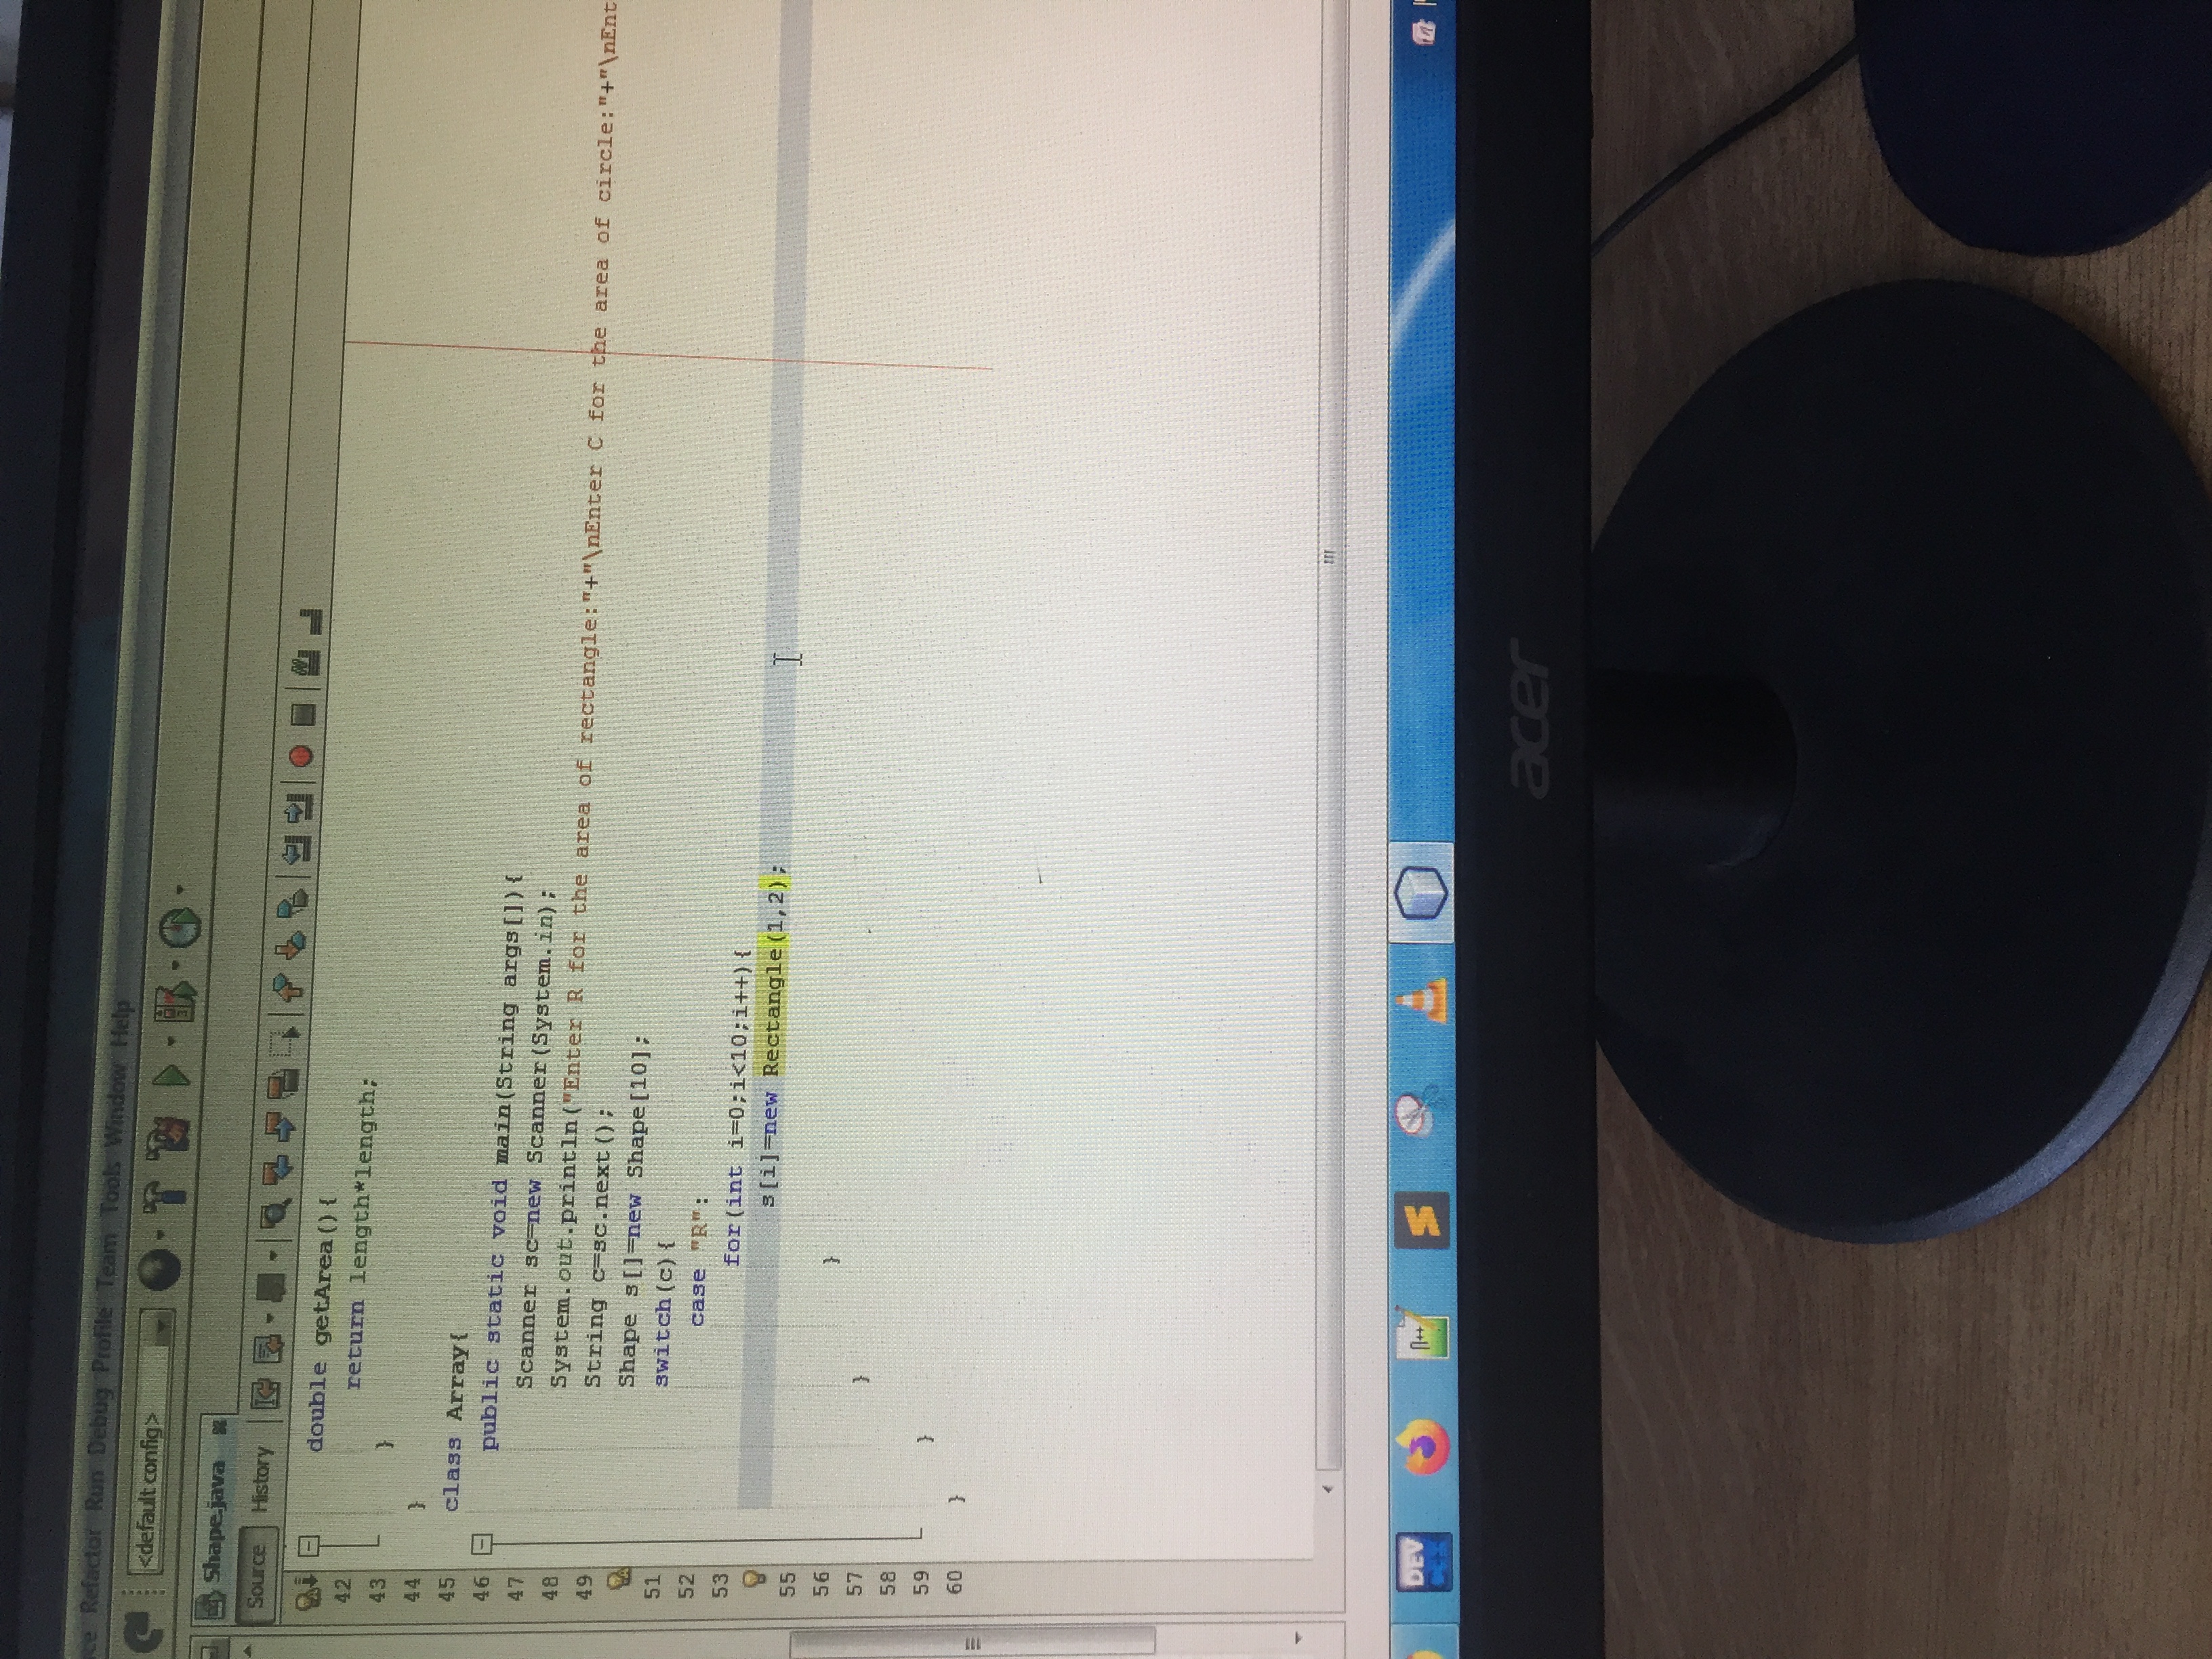 Refactor Run Debug Profile Team Tools Window Help
<default config>
Shape.java
Source History
double getArea(){
42 return length*length;
43 }
44 }
45 class Array{
46 public static void main(String args[]){
47 Scanner sc=new Scanner(System.in);
48 System.out.println("Enter R for the area of rectangle:"+"\nEnter C for the area of circle:"+"\nEnt
49 String c=sc.next();
Shape s[]=new Shape[10];
51 switch(c){
52 case "R":
53 for(int i=0;i<10;i++){
s[i]=new Rectangle(1,2);
55
56 }
57 }
58
59 }
60 }
DEV
C++
n++
acer